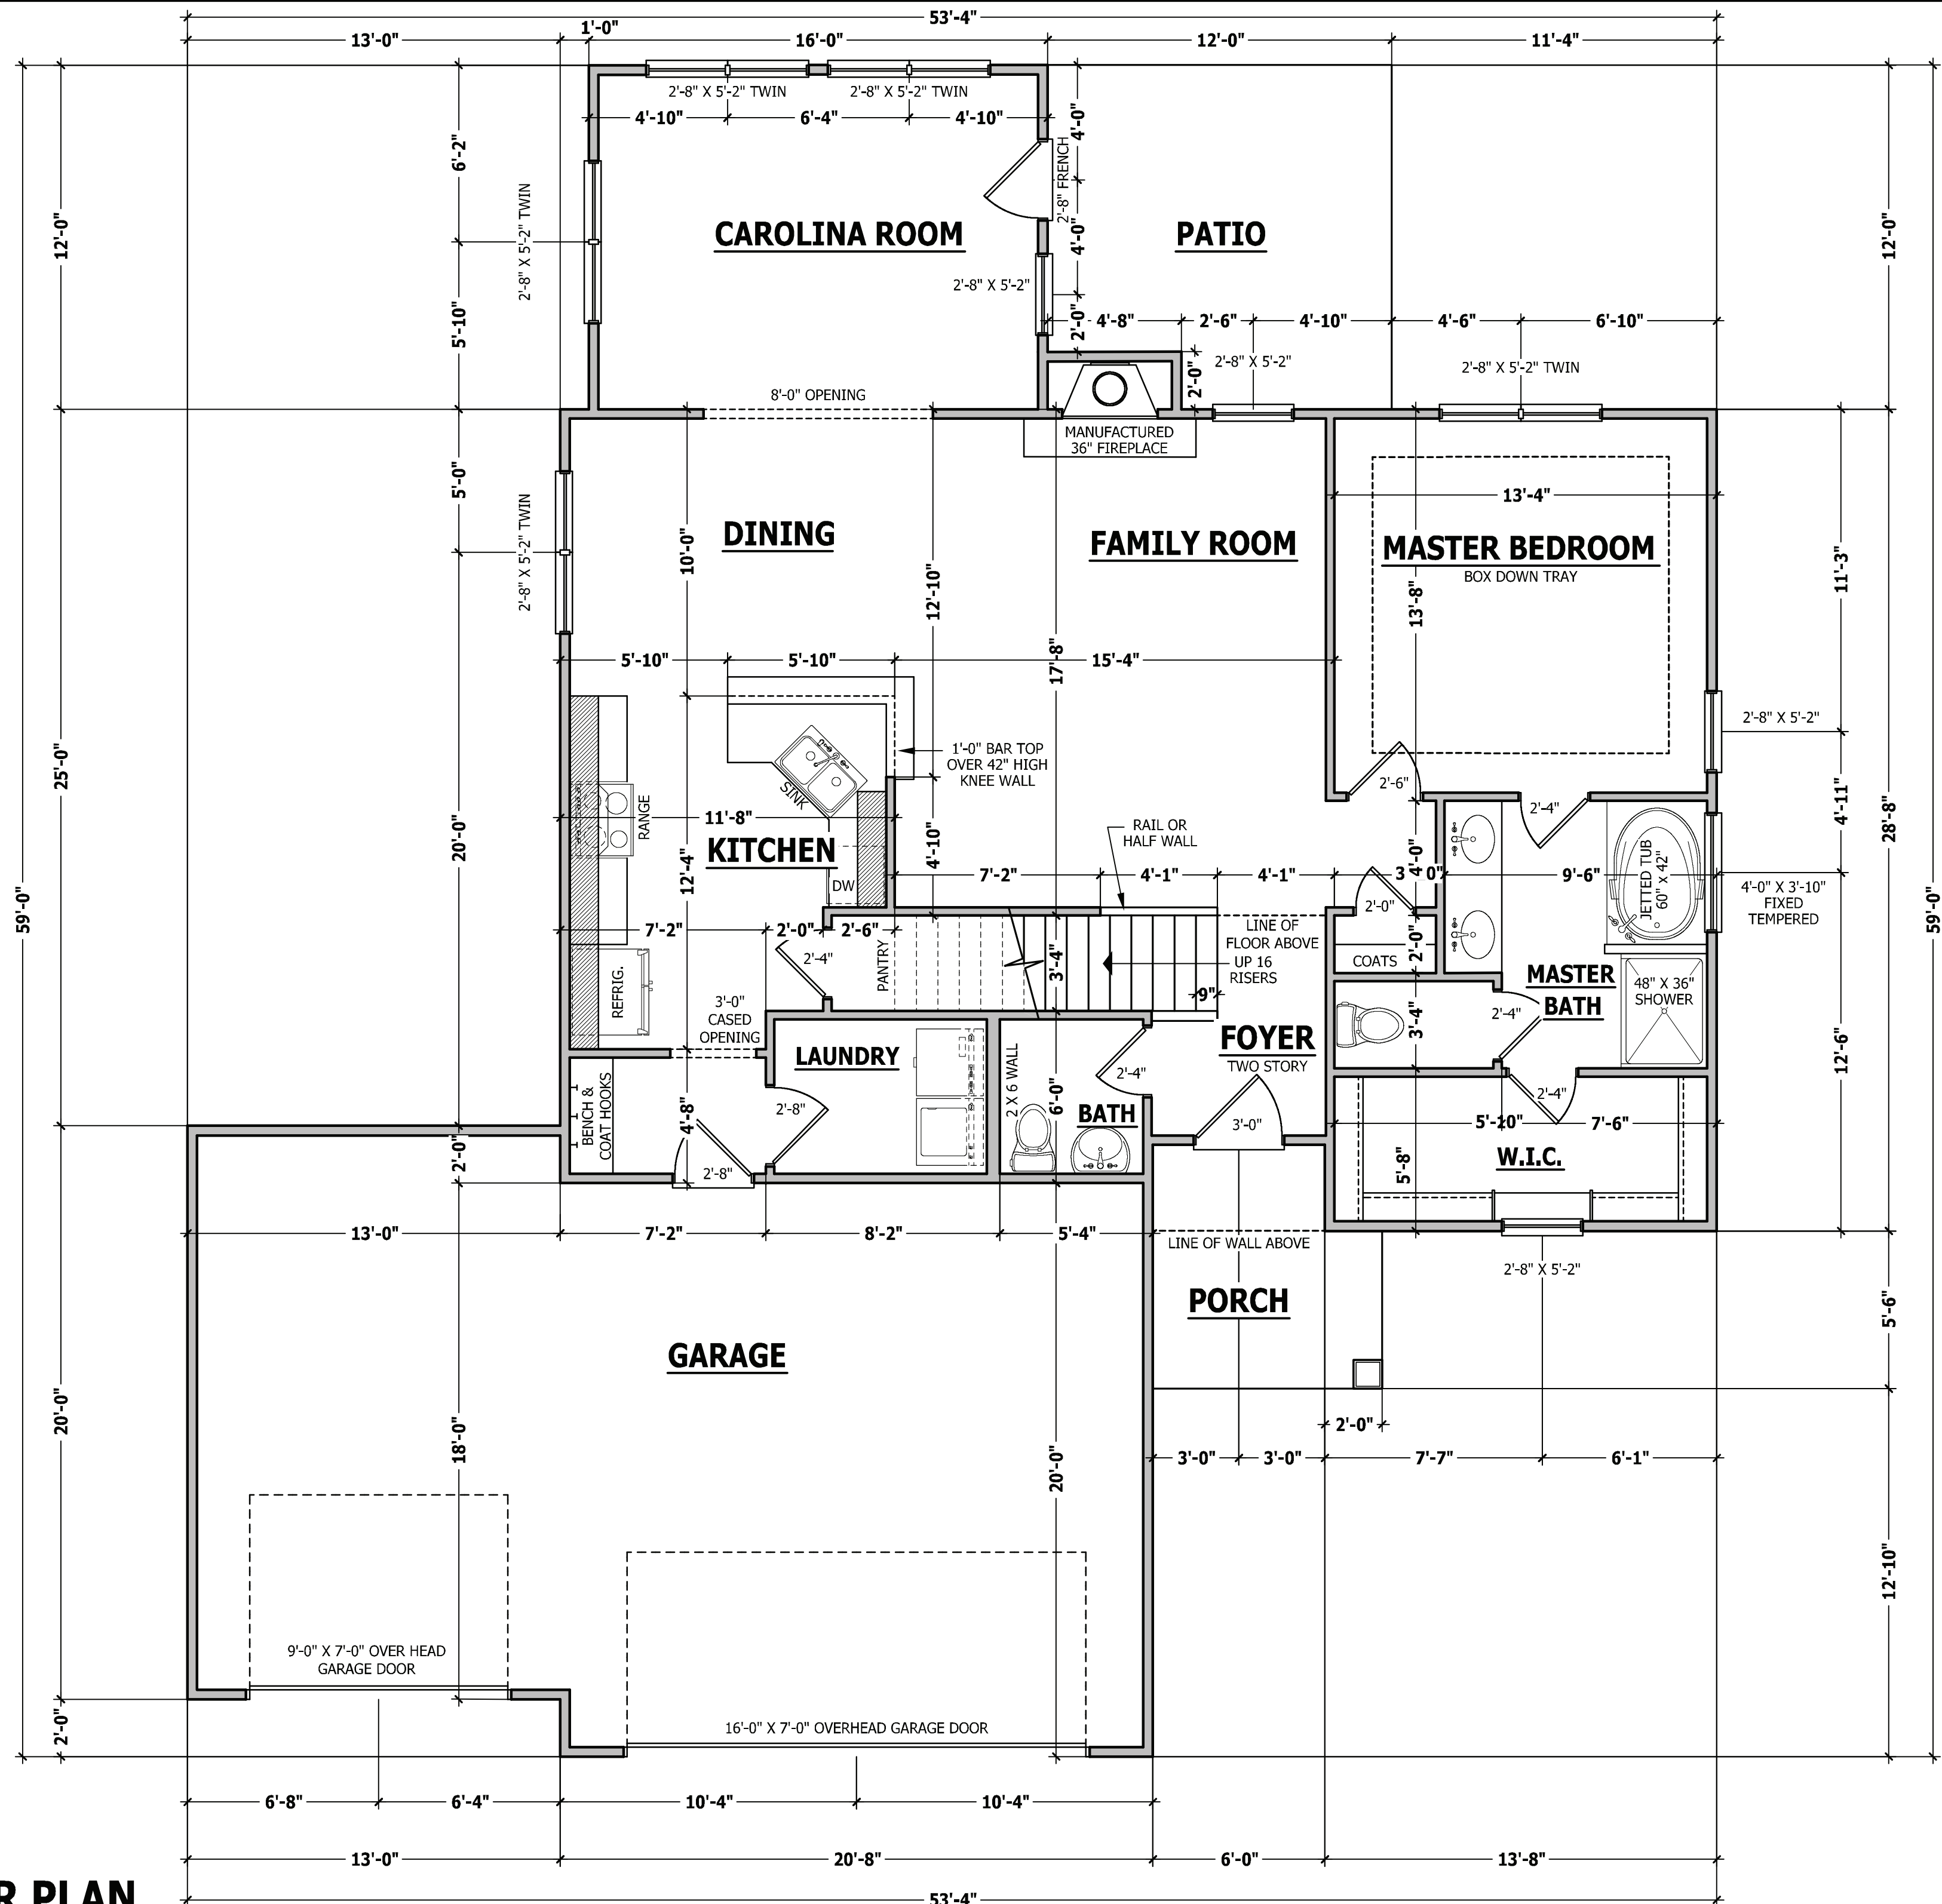 53'-4"
13'-0"
1'-0"
16'-0"
12'-0"
11'-4"
2'-8" X 5'-2" TWIN
2'-8" X 5'-2" TWIN
4'-10"
6'-4"
4'-10"
4'-0"
2'-8" FRENCH
6'-2"
12'-0"
2'-8" X 5'-2" TWIN
CAROLINA ROOM
4'-0"
PATIO
12'-0"
2'-8" X 5'-2"
5'-10"
2'-0"
4'-8"
2'-6"
4'-10"
4'-6"
6'-10"
2'-8" X 5'-2"
2'-8" X 5'-2" TWIN
2'-0"
8'-0" OPENING
MANUFACTURED
36" FIREPLACE
5'-0"
2'-8" X 5'-2" TWIN
13'-4"
DINING
FAMILY ROOM
MASTER BEDROOM
BOX DOWN TRAY
10'-0"
12'-10"
13'-8"
11'-3"
5'-10"
5'-10"
15'-4"
17'-8"
2'-8" X 5'-2"
25'-0"
1'-0" BAR TOP
OVER 42" HIGH
KNEE WALL
SINK
2'-6"
2'-4"
59'-0"
20'-0"
RANGE
11'-8"
KITCHEN
4'-10"
RAIL OR
HALF WALL
4'-0"
4'-11"
28'-8"
DW
7'-2"
4'-1"
4'-1"
3'-0"
9'-6"
JETTED TUB
60" X 42"
4'-0" X 3'-10"
FIXED
TEMPERED
59'-0"
2'-0"
7'-2"
2'-0"
2'-6"
LINE OF
FLOOR ABOVE
UP 16
RISERS
2'-4"
PANTRY
3'-4"
9"
COATS
2'-0"
MASTER
BATH
48" X 36"
SHOWER
REFRIG.
3'-0"
CASED
OPENING
LAUNDRY
2 X 6 WALL
FOYER
TWO STORY
3'-4"
2'-4"
12'-6"
BENCH &
COAT HOOKS
4'-8"
2'-8"
6'-0"
2'-4"
BATH
3'-0"
2'-4"
5'-10"
7'-6"
2'-0"
2'-8"
5'-8"
W.I.C.
13'-0"
7'-2"
8'-2"
5'-4"
LINE OF WALL ABOVE
2'-8" X 5'-2"
PORCH
5'-6"
GARAGE
20'-0"
18'-0"
20'-0"
2'-0"
3'-0"
3'-0"
7'-7"
6'-1"
12'-10"
9'-0" X 7'-0" OVER HEAD
GARAGE DOOR
2'-0"
16'-0" X 7'-0" OVERHEAD GARAGE DOOR
6'-8"
6'-4"
10'-4"
10'-4"
13'-0"
20'-8"
6'-0"
13'-8"
R PLAN
53'-4"